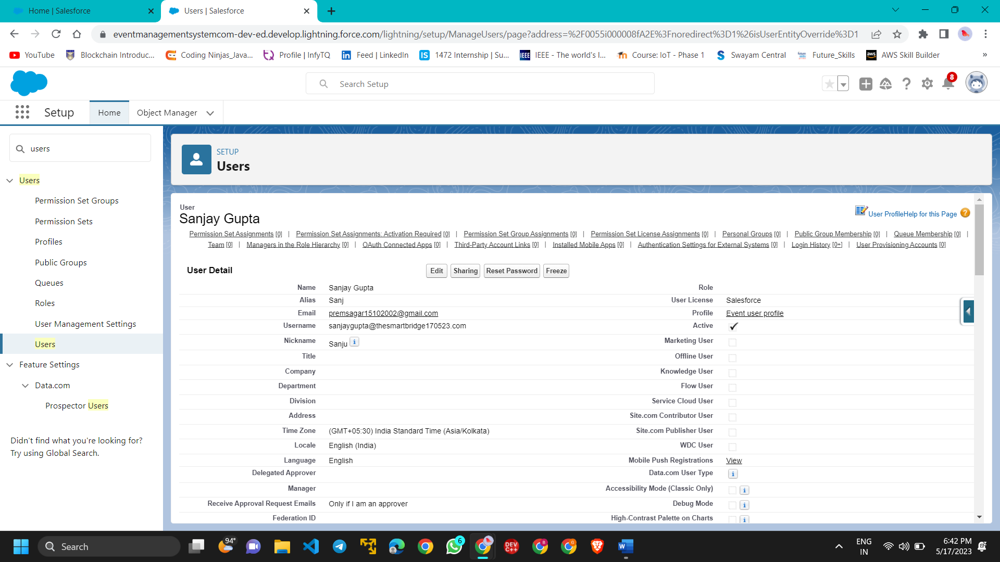 Home | Salesforce
Users | Salesforce
eventmanagementsystemcom-dev-ed.develop.lightning.force.com/lightning/setup/ManageUsers/page?address=%2F0055i000008fA2E%3Fnoredirect%3D1%26isUserEntityOverride%3D1
YouTube
Blockchain Introduc...
Coding Ninjas_Java...
Profile | InfyTQ
Feed | LinkedIn
1472 Internship | Su...
IEEE - The world's l...
Course: IoT - Phase 1
Swayam Central
Future_Skills
AWS Skill Builder
»
Search Setup
8
Setup
Home
Object Manager
users
Users
Permission Set Groups
Permission Sets
Profiles
Public Groups
Queues
Roles
User Management Settings
Users
Feature Settings
Data.com
Prospector Users
Didn't find what you're looking for?
Try using Global Search.
SETUP
Users
User
Sanjay Gupta
User ProfileHelp for this Page ?
Permission Set Assignments [0] | Permission Set Assignments: Activation Required [0] | Permission Set Group Assignments [0] | Permission Set License Assignments [0] | Personal Groups [0] | Public Group Membership [0] | Queue Membership [0] |
Team [0] | Managers in the Role Hierarchy [0] | OAuth Connected Apps [0] | Third-Party Account Links [0] | Installed Mobile Apps [0] | Authentication Settings for External Systems [0] | Login History [0+] | User Provisioning Accounts [0]
User Detail
Edit Sharing Reset Password Freeze
Name Sanjay Gupta Role
Alias Sanj User License Salesforce
Email premsagar15102002@gmail.com Profile Event user profile
Username sanjaygupta@thesmartbridge170523.com Active
Nickname Sanju i Marketing User
Title Offline User
Company Knowledge User
Department Flow User
Division Service Cloud User
Address Site.com Contributor User
Time Zone (GMT+05:30) India Standard Time (Asia/Kolkata) Site.com Publisher User
Locale English (India) WDC User
Language English Mobile Push Registrations View
Delegated Approver Data.com User Type i
Manager Accessibility Mode (Classic Only) i
Receive Approval Request Emails Only if I am an approver Debug Mode i
Federation ID High-Contrast Palette on Charts i
Search
94°
6
DEV C++
B
G
ENG
IN
6:42 PM
5/17/2023